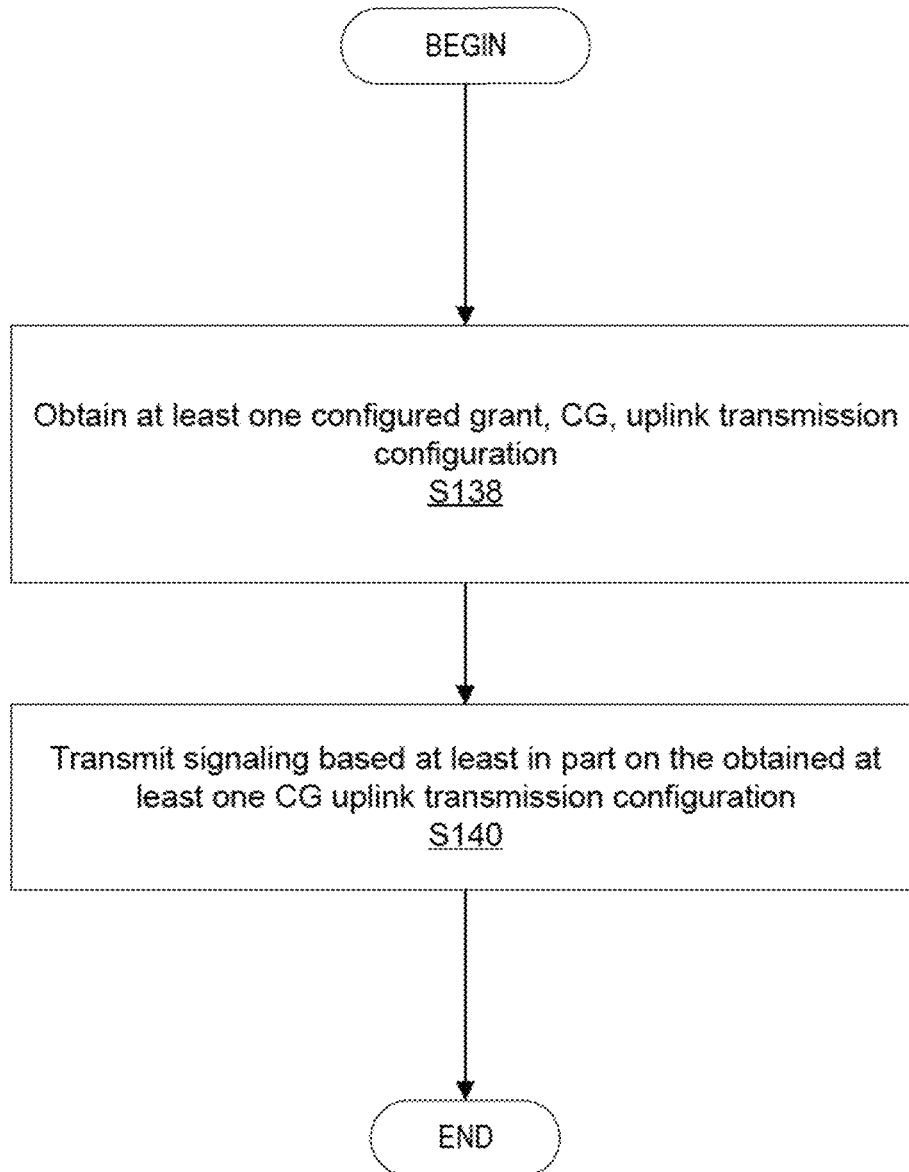 BEGIN
Obtain at least one configured grant, CG, uplink transmission
configuration
S138
Transmit signaling based at least in part on the obtained at
least one CG uplink transmission configuration
S140
END